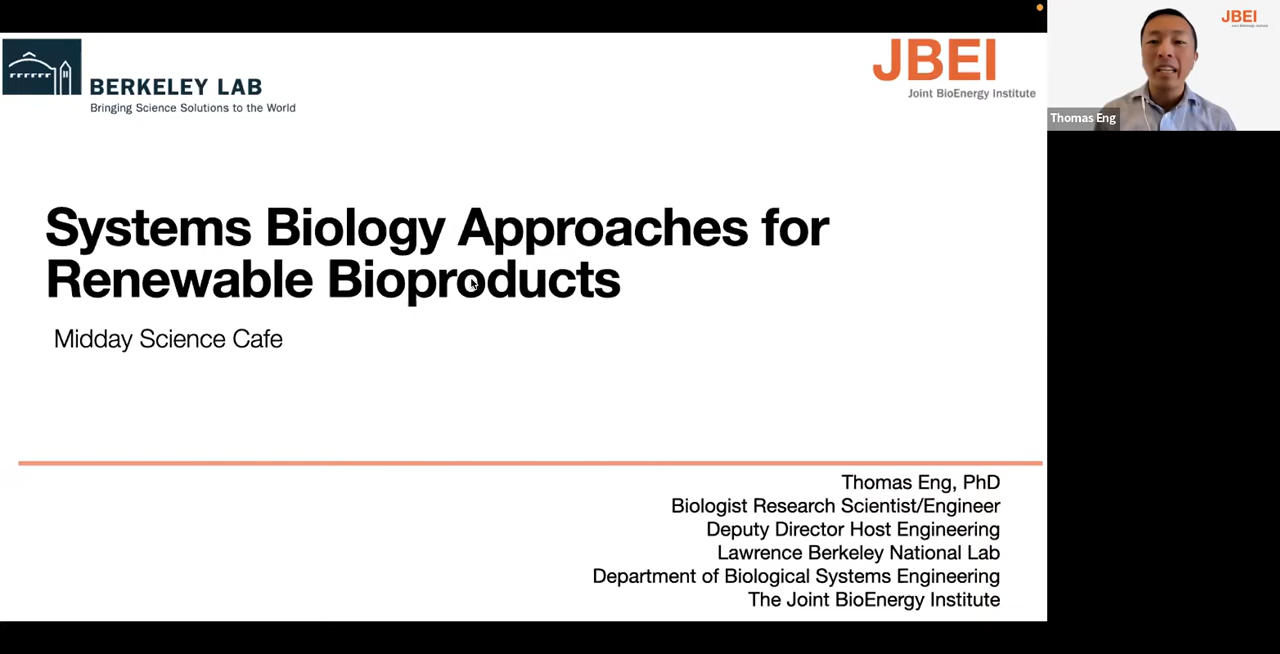 BERKELEY LAB
Bringing Science Solutions to the World
JBEI
Joint BioEnergy Institute
JBEI
Thomas Eng
Systems Biology Approaches for
Renewable Bioproducts
Midday Science Cafe
Thomas Eng, PhD
Biologist Research Scientist/Engineer
Deputy Director Host Engineering
Lawrence Berkeley National Lab
Department of Biological Systems Engineering
The Joint BioEnergy Institute